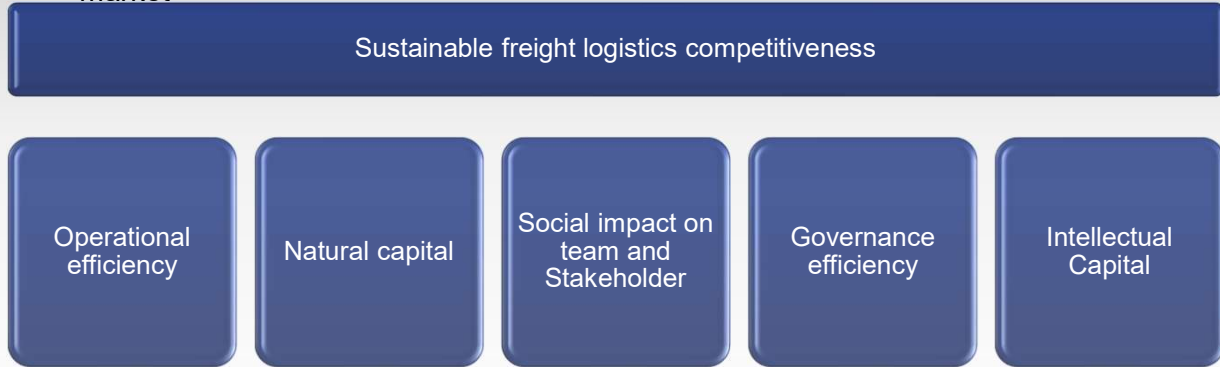 Sustainable freight logistics competitiveness
Operational
efficiency
Natural capital
Social impact on
team and
Stakeholder
Governance
efficiency
Intellectual
Capital